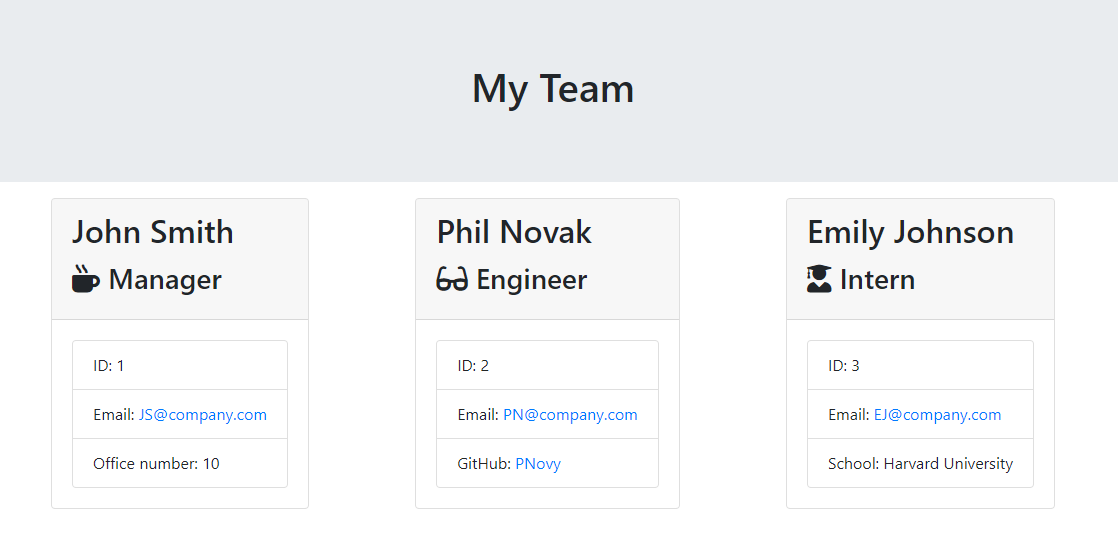 My Team
John Smith
Manager
ID: 1
Email: JS@company.com
Office number: 10
Phil Novak
Engineer
ID: 2
Email: PN@company.com
GitHub: PNovy
Emily Johnson
Intern
ID: 3
Email: EJ@company.com
School: Harvard University